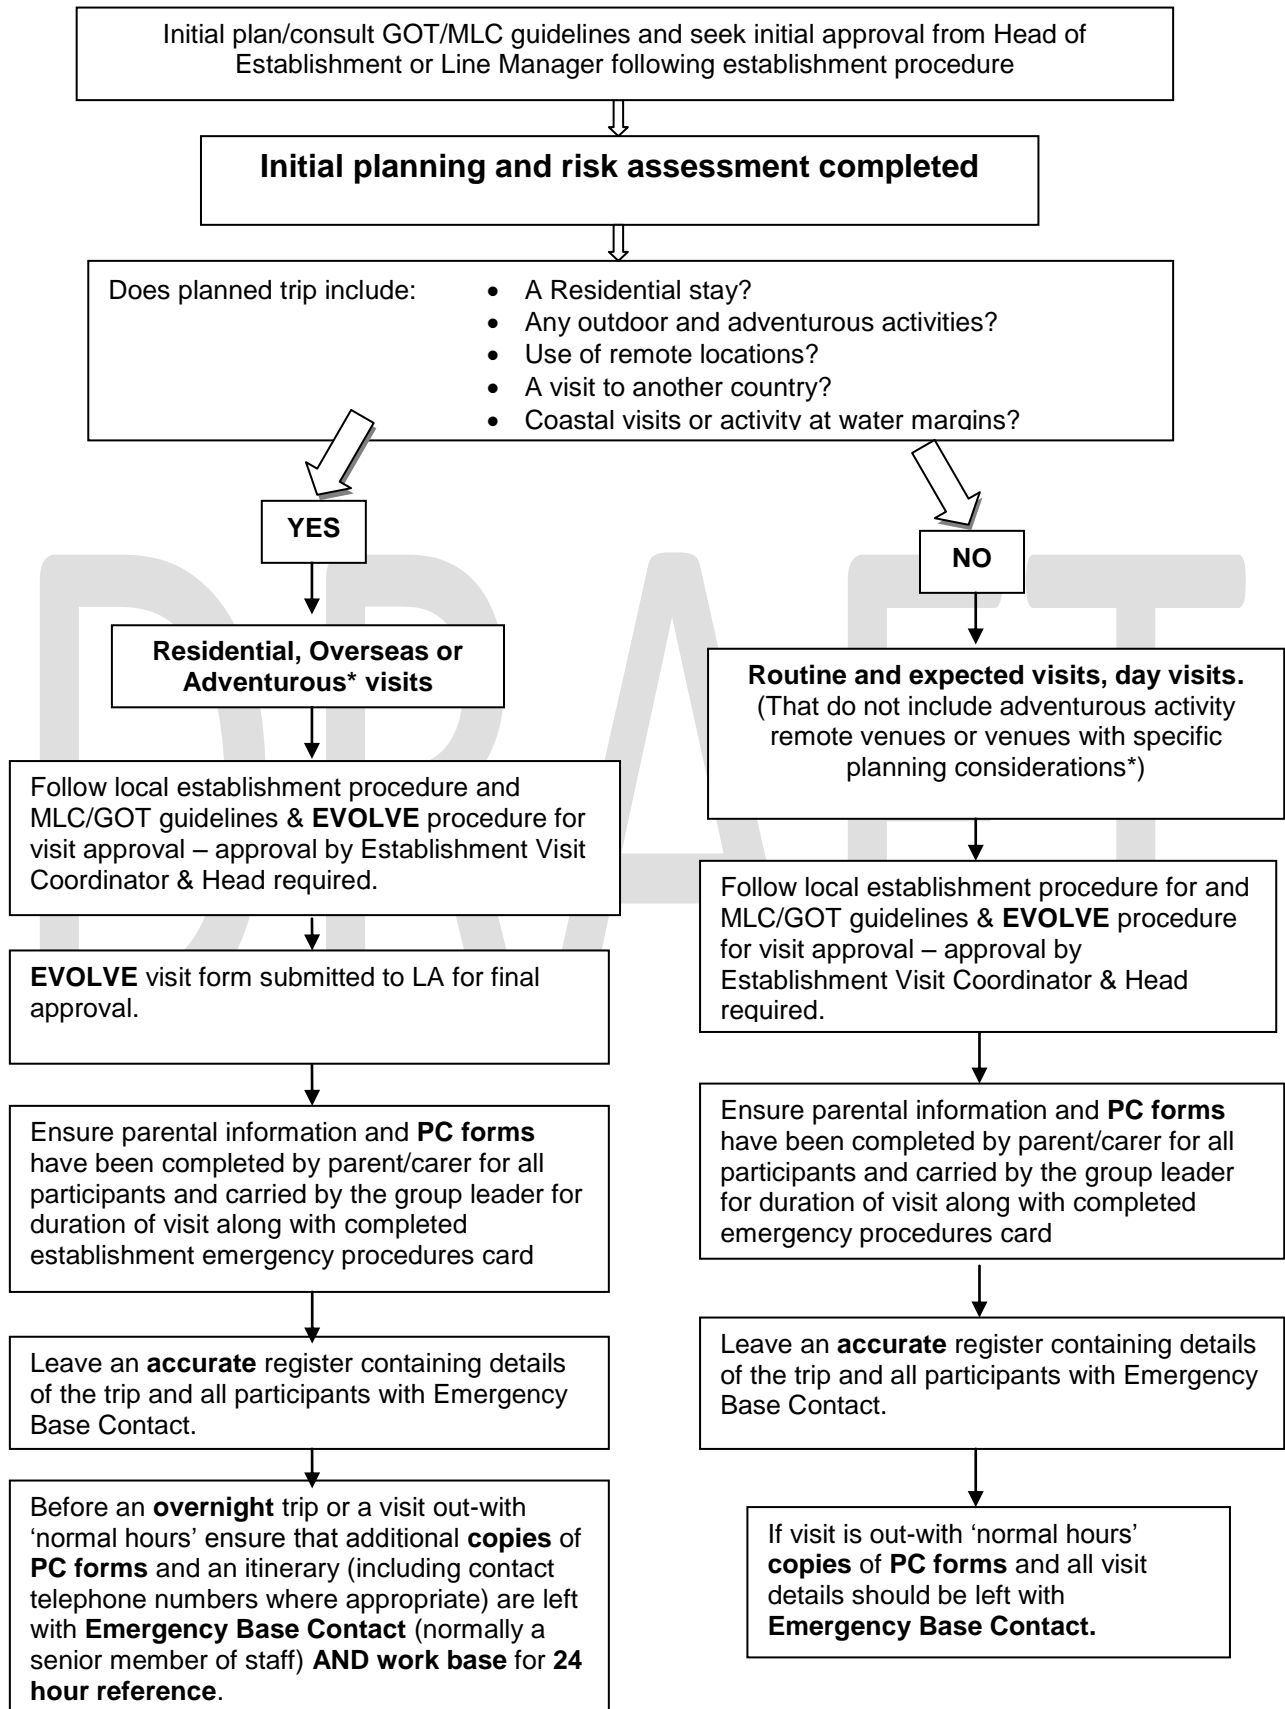 Initial plan/consult GOT/MLC guidelines and seek initial approval from Head of
Establishment or Line Manager following establishment procedure
Initial planning and risk assessment completed
Does planned trip include:
• A Residential stay?
• Any outdoor and adventurous activities?
• Use of remote locations?
• A visit to another country?
• Coastal visits or activity at water margins?
YES
NO
DRAFT
Residential, Overseas or
Adventurous* visits
Follow local establishment procedure and
MLC/GOT guidelines & EVOLVE procedure for
visit approval – approval by Establishment Visit
Coordinator & Head required.
EVOLVE visit form submitted to LA for final
approval.
Ensure parental information and PC forms
have been completed by parent/carer for all
participants and carried by the group leader for
duration of visit along with completed
establishment emergency procedures card
Leave an accurate register containing details
of the trip and all participants with Emergency
Base Contact.
Before an overnight trip or a visit out-with
‘normal hours’ ensure that additional copies of
PC forms and an itinerary (including contact
telephone numbers where appropriate) are left
with Emergency Base Contact (normally a
senior member of staff) AND work base for 24
hour reference.
Routine and expected visits, day visits.
(That do not include adventurous activity
remote venues or venues with specific
planning considerations*)
Follow local establishment procedure for and
MLC/GOT guidelines & EVOLVE procedure
for visit approval – approval by
Establishment Visit Coordinator & Head
required.
Ensure parental information and PC forms
have been completed by parent/carer for all
participants and carried by the group leader
for duration of visit along with completed
emergency procedures card
Leave an accurate register containing details
of the trip and all participants with Emergency
Base Contact.
If visit is out-with ‘normal hours’
copies of PC forms and all visit
details should be left with
Emergency Base Contact.